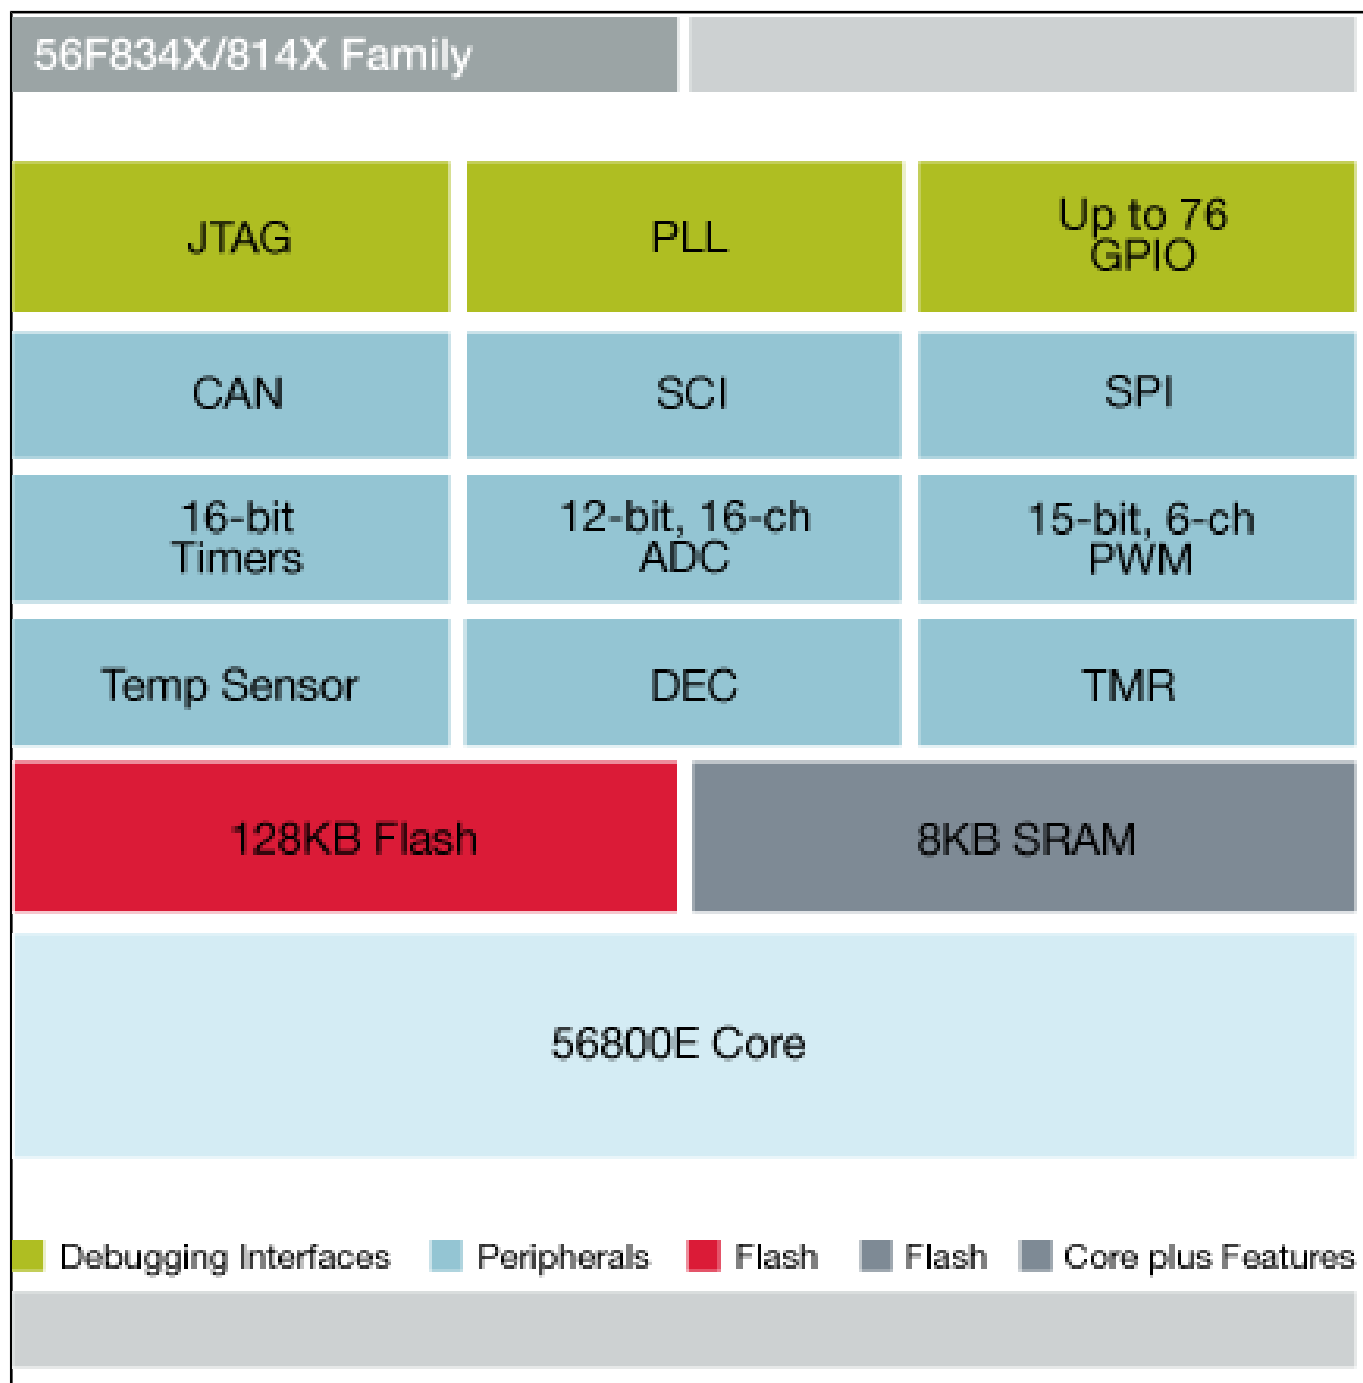 56F834X/814X Family
JTAG
PLL
Up to 76
GPIO
CAN
SCI
SPI
16-bit
Timers
12-bit, 16-ch
ADC
15-bit, 6-ch
PWM
Temp Sensor
DEC
TMR
128KB Flash
8KB SRAM
56800E Core
Debugging Interfaces
Peripherals
Flash
Flash
Core plus Features